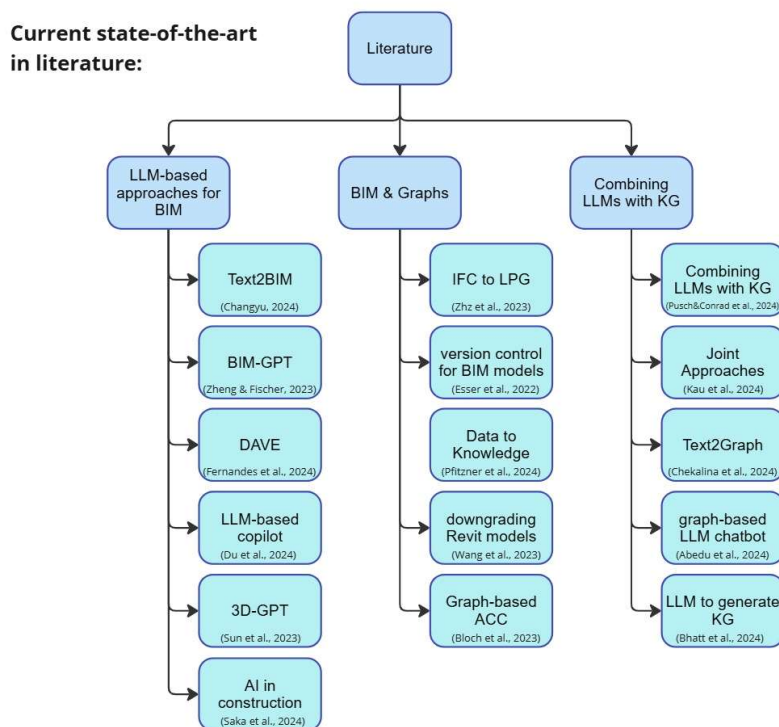 Current state-of-the-art
in literature:
Literature
LLM-based
approaches for
BIM
BIM & Graphs
Combining
LLMs with KG
Text2BIM
(Changyu, 2024)
BIM-GPT
(Zheng & Fischer, 2023)
DAVE
(Fernandes et al., 2024)
LLM-based
copilot
(Du et al., 2024)
3D-GPT
(Sun et al., 2023)
AI in
construction
(Saka et al., 2024)
IFC to LPG
(Zhz et al., 2023)
version control
for BIM models
(Esser et al., 2022)
Data to
Knowledge
(Pfitzner et al., 2024)
downgrading
Revit models
(Wang et al., 2023)
Graph-based
ACC
(Bloch et al., 2023)
Combining
LLMs with KG
(Pusch&Conrad et al., 2024)
Joint
Approaches
(Kau et al., 2024)
Text2Graph
(Chekalina et al., 2024)
graph-based
LLM chatbot
(Abedu et al., 2024)
LLM to generate
KG
(Bhatt et al., 2024)